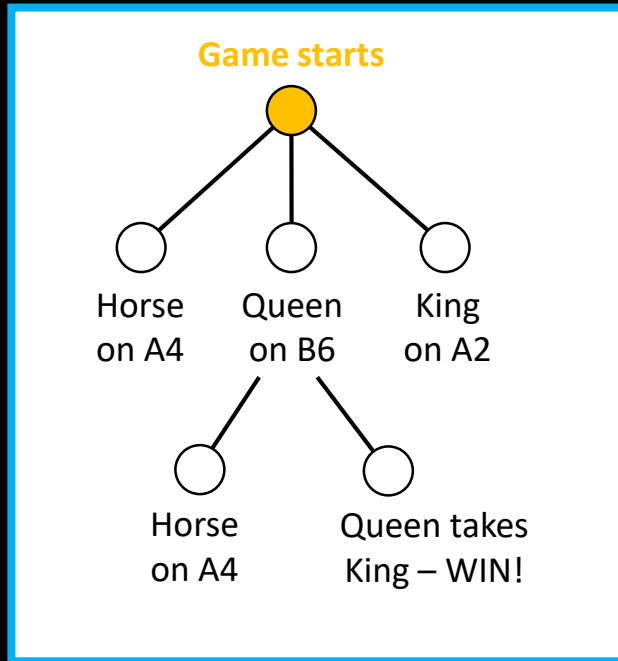 Game starts
Horse
on A4
Queen
on B6
King
on A2
Horse
on A4
Queen takes
King – WIN!